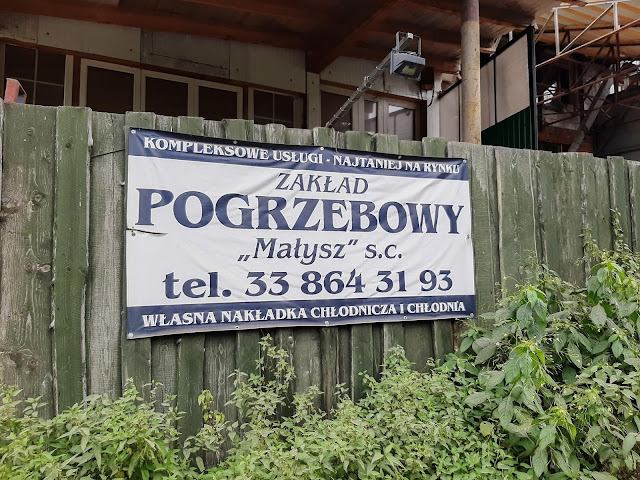 KOMPLEKSOWE USŁUGI - NAJTANIEJ NA RYNKU
ZAKŁAD
POGRZEBOWY
„Małysz” s.c.
tel. 33 864 31 93
WŁASNA NAKŁADKA CHŁODNICZA I CHŁODNIA